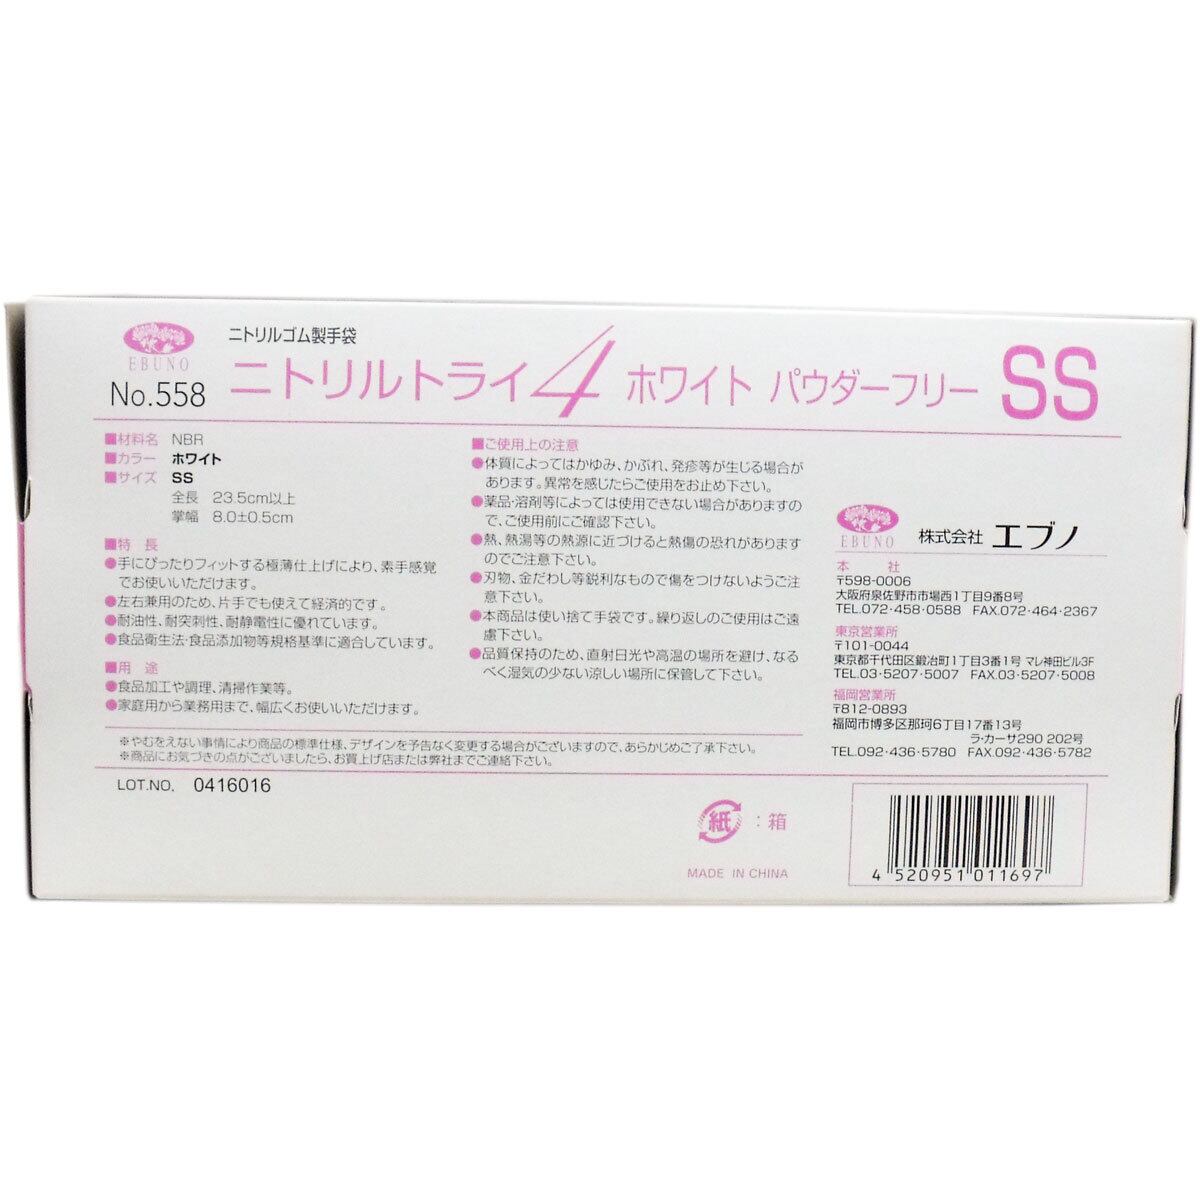 EBUNO
No.558
ニトリルゴム製手袋
ニトリルトライ4 ホワイト パウダーフリー SS
■材料名 NBR
■カラー ホワイト
■サイズ SS
全長 23.5cm以上
掌幅 8.0±0.5cm
■特 長
●手にぴったりフィットする極薄仕上げにより、素手感覚
でお使いいただけます。
●左右兼用のため、片手でも使えて経済的です。
●耐油性、耐突刺性、耐静電性に優れています。
●食品衛生法・食品添加物等規格基準に適合しています。
■用 途
●食品加工や調理、清掃作業等。
●家庭用から業務用まで、幅広くお使いいただけます。
■ご使用上の注意
●体質によってはかゆみ、かぶれ、発疹等が生じる場合が
あります。異常を感じたらご使用をお止め下さい。
●薬品・溶剤等によっては使用できない場合がありますの
で、ご使用前にご確認下さい。
●熱、熱湯等の熱源に近づけると熱傷の恐れがあります
のでご注意下さい。
●刃物、金だわし等鋭利なもので傷をつけないようご注
意下さい。
●本商品は使い捨て手袋です。繰り返しのご使用はご遠
慮下さい。
●品質保持のため、直射日光や高温の場所を避け、なる
べく湿気の少ない涼しい場所に保管して下さい。
EBUNO
株式会社 エブノ
本 社
〒598-0006
大阪府泉佐野市市場西1丁目9番8号
TEL.072-458-0588 FAX.072-464-2367
東京営業所
〒101-0044
東京都千代田区鍛冶町1丁目3番1号 マレ神田ビル3F
TEL.03-5207-5007 FAX.03-5207-5008
福岡営業所
〒812-0893
福岡市博多区那珂6丁目17番13号
ラ・カーサ290 202号
TEL.092-436-5780 FAX.092-436-5782
※やむをえない事情により商品の標準仕様、デザインを予告なく変更する場合がございますので、あらかじめご了承下さい。
※商品にお気づきの点がございましたら、お買上げ店または弊社までご連絡下さい。
LOT.NO. 0416016
紙 : 箱
MADE IN CHINA
4 520951 011697